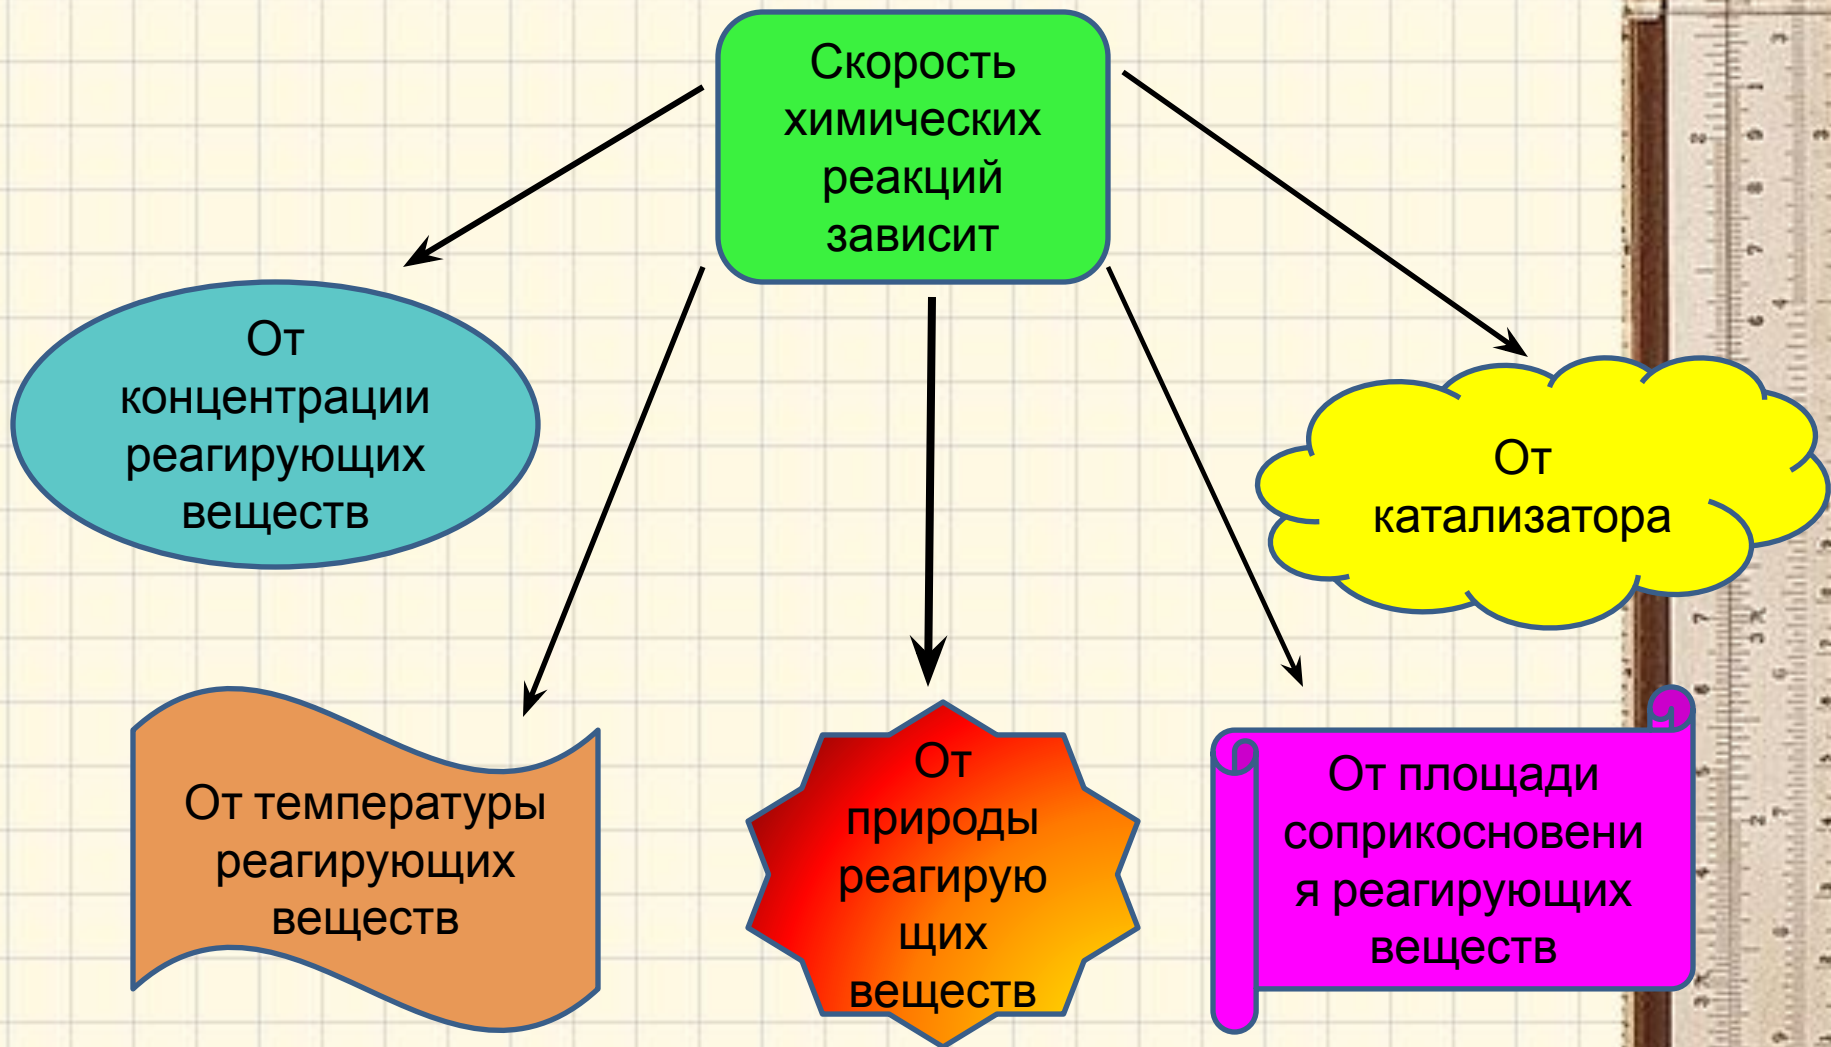 Скорость
химических
реакций
зависит
От
концентрации
реагирующих
веществ
От
катализатора
От температуры
реагирующих
веществ
От
природы
реагирую
щих
веществ
От площади
соприкосновени
я реагирующих
веществ